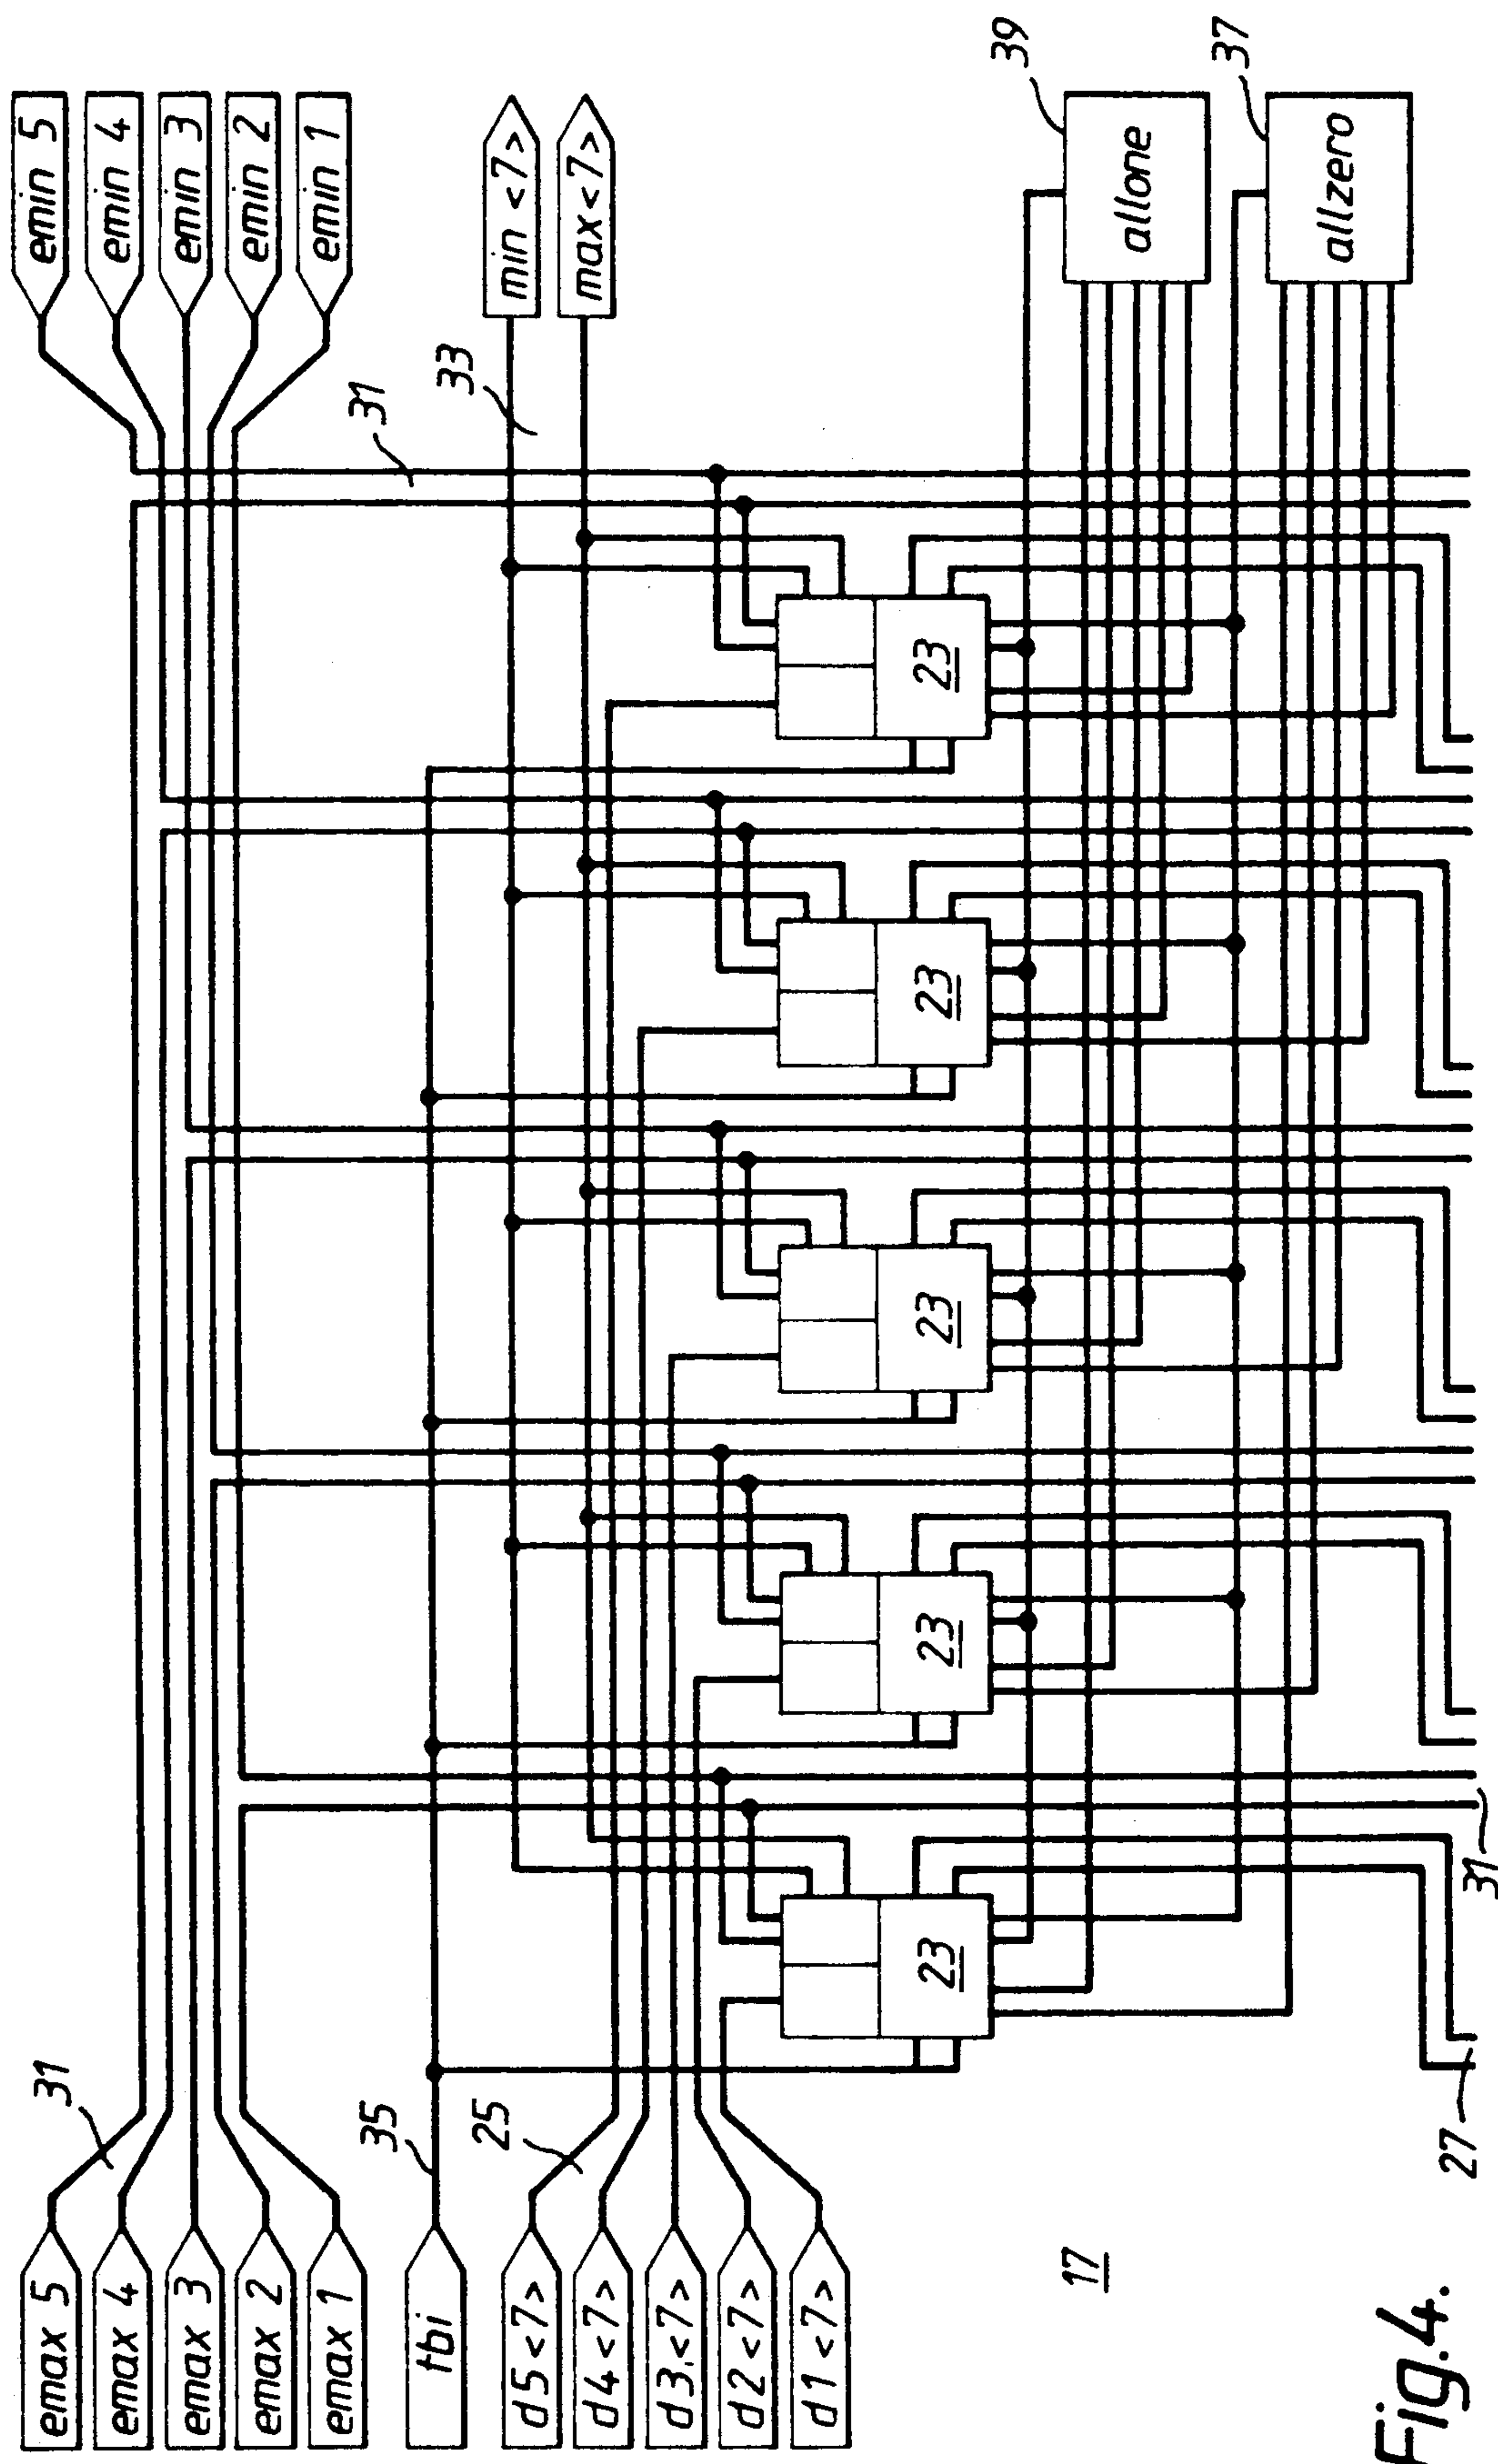 emax 5
emax 4
emax 3
emax 2
emax 1
31
tbi
35
d5<7>
d4<7>
d3<7>
d2<7>
d1<7>
25
emin 5
emin 4
emin 3
emin 2
emin 1
31
min <7>
max<7>
33
23
23
23
23
23
allone
39
allzero
37
27
31
17
Fig.4.